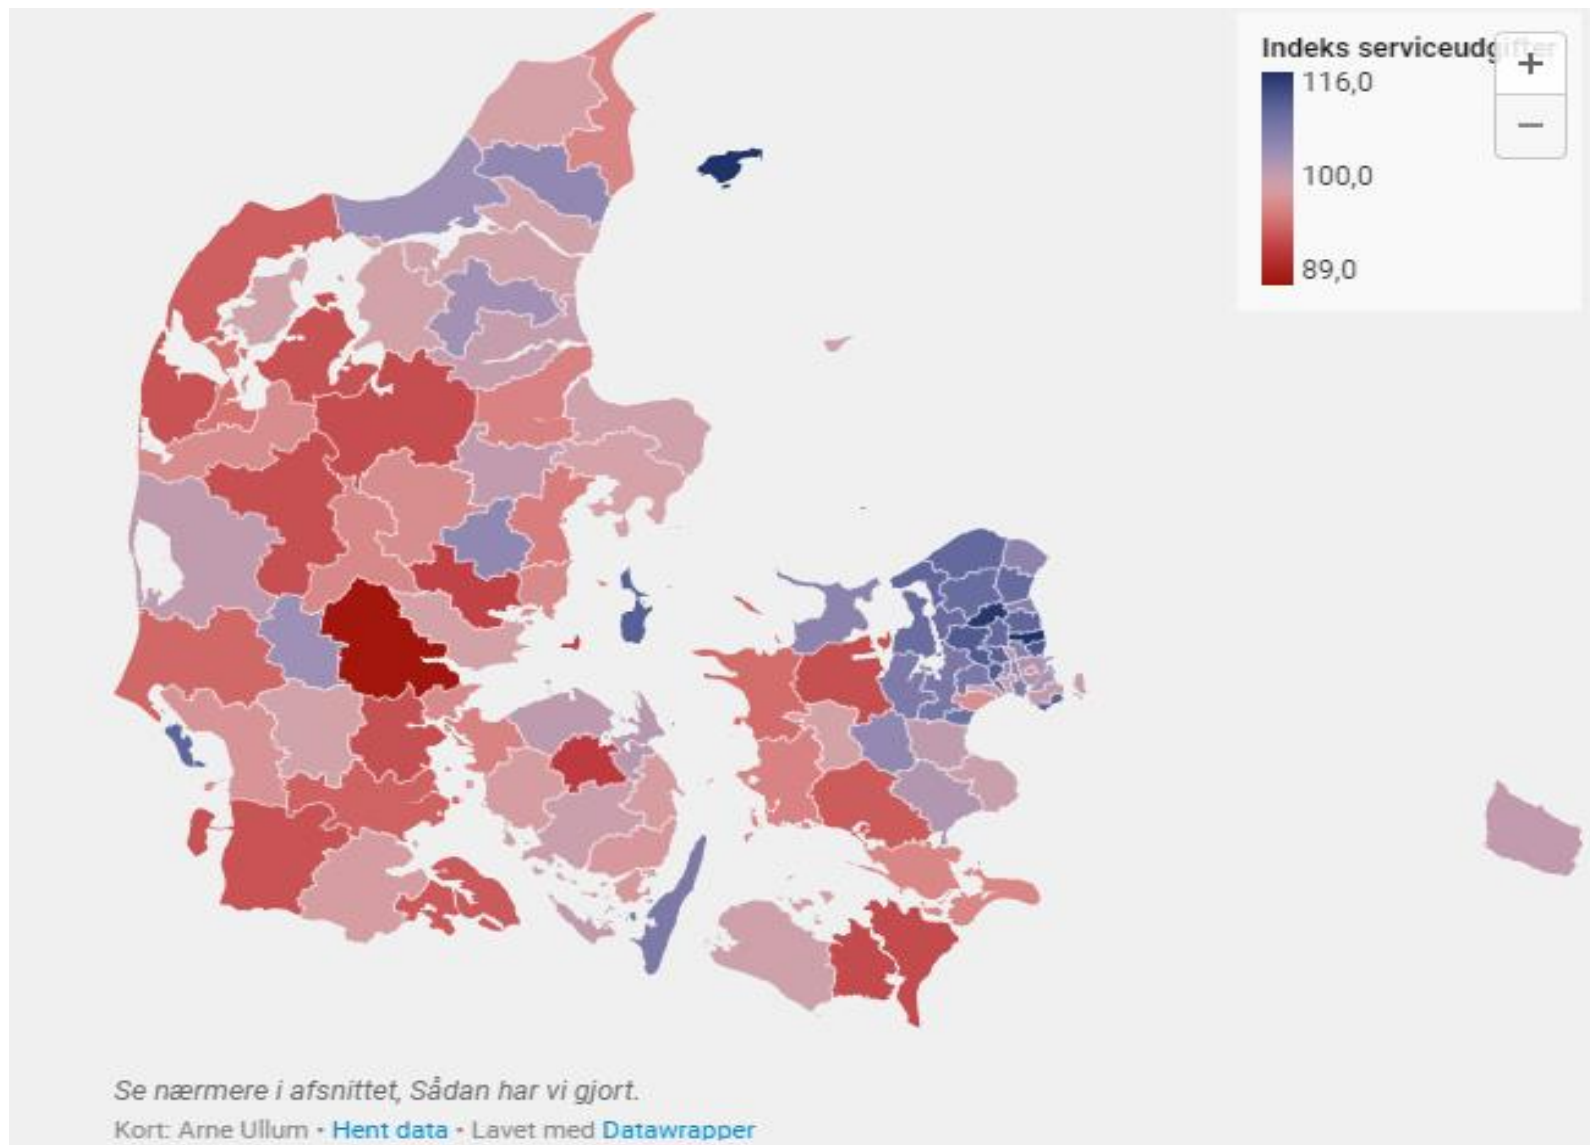 Indeks serviceudgifter
+
116,0
−
100,0
89,0
Se nærmere i afsnittet, Sådan har vi gjort.
Kort: Arne Ullum • Hent data • Lavet med Datawrapper